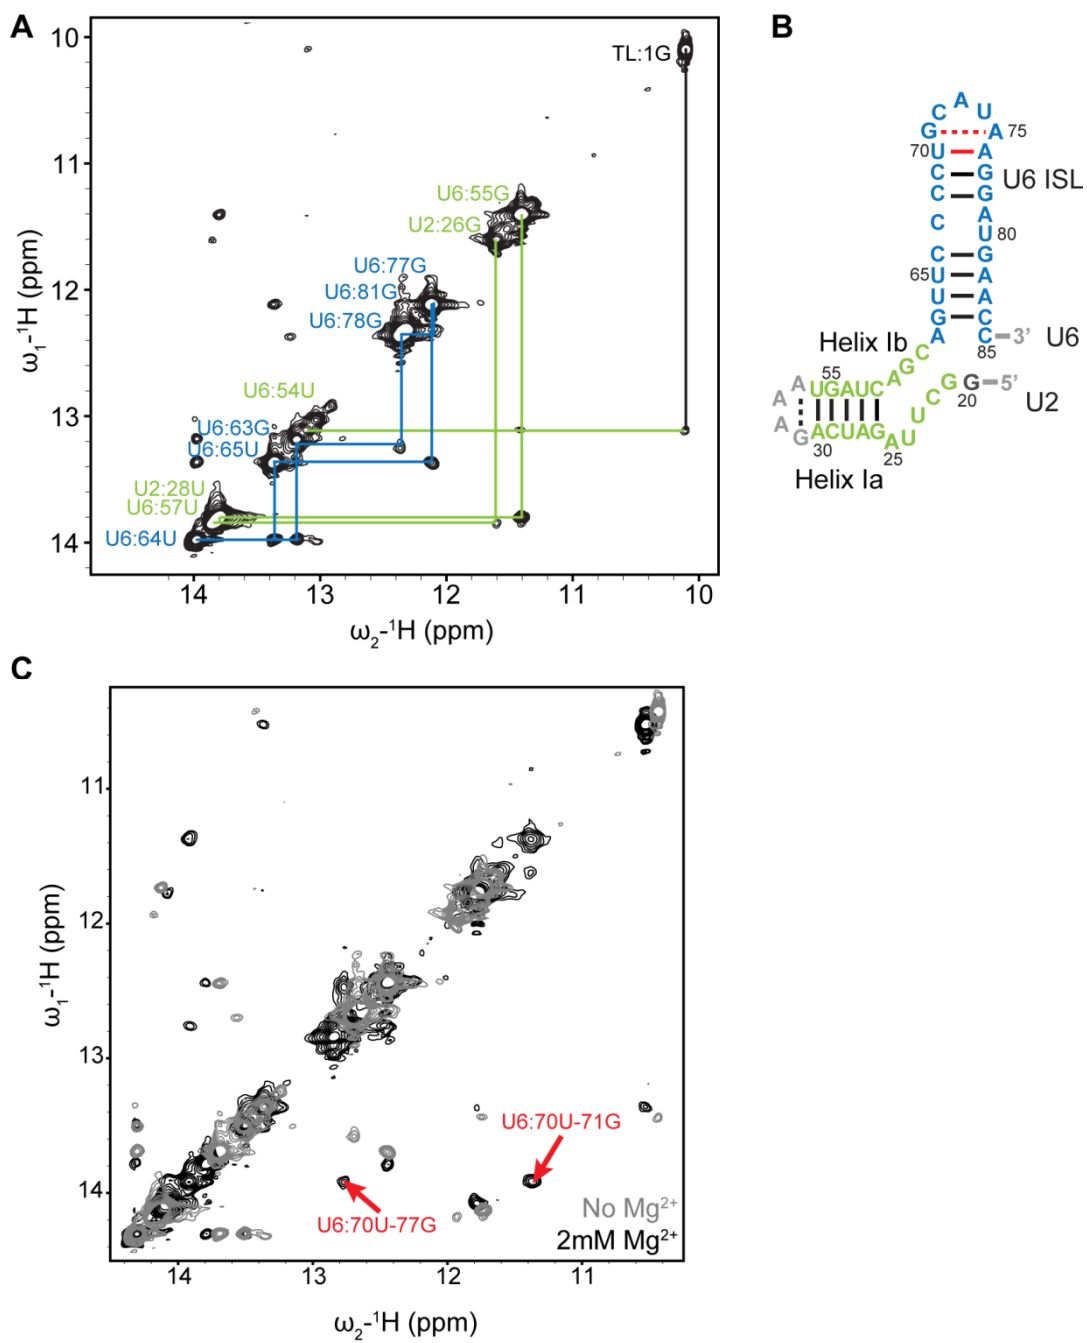 A
10
11
12
13
14
ω₁-¹H (ppm)
TL:1G
U6:55G
U2:26G
U6:77G
U6:81G
U6:78G
U6:54U
U6:63G
U6:65U
U2:28U
U6:57U
U6:64U
14 13 12 11 10
ω₂-¹H (ppm)
B
C A U
G A 75
70 U A
C G U6 ISL
C G
C A
U 80
C G
65 U A
U A
G C
A C 3' U6
85
Helix Ib
C
G
A
55
A U G A U C
A
A
G A C U A G A
30 25
U
U
C
G G 5'
20 U2
Helix Ia
C
11
12
13
14
ω₁-¹H (ppm)
U6:70U-71G
U6:70U-77G
No Mg²⁺
2mM Mg²⁺
14 13 12 11
ω₂-¹H (ppm)